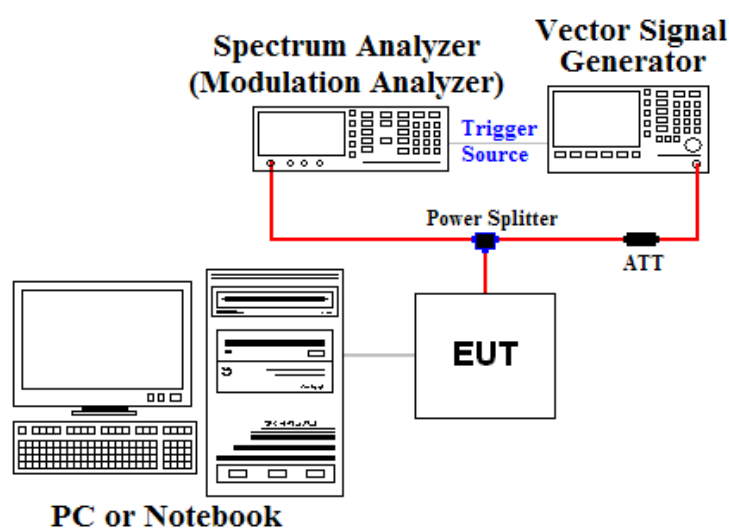 Spectrum Analyzer
(Modulation Analyzer)
Vector Signal
Generator
Trigger
Source
Power Splitter
ATT
EUT
PC or Notebook